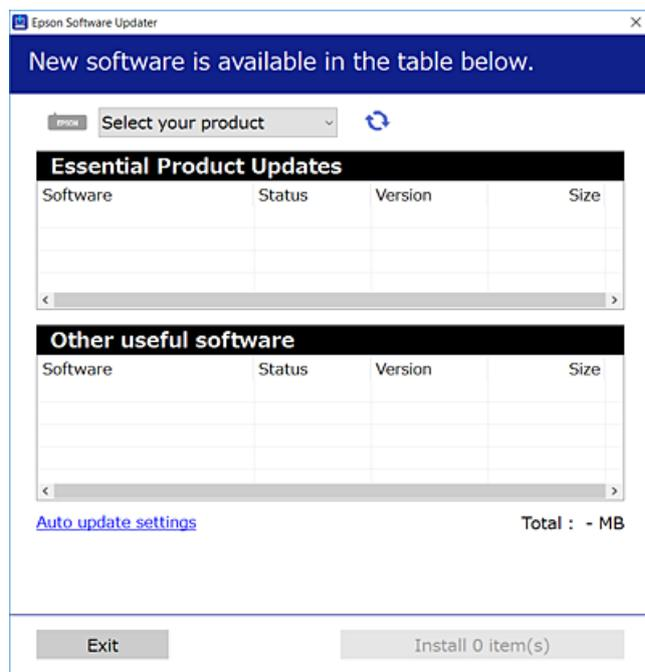 Epson Software Updater
New software is available in the table below.
EPSON Select your product
Essential Product Updates
Software Status Version Size
Other useful software
Software Status Version Size
Auto update settings Total : - MB
Exit Install 0 item(s)